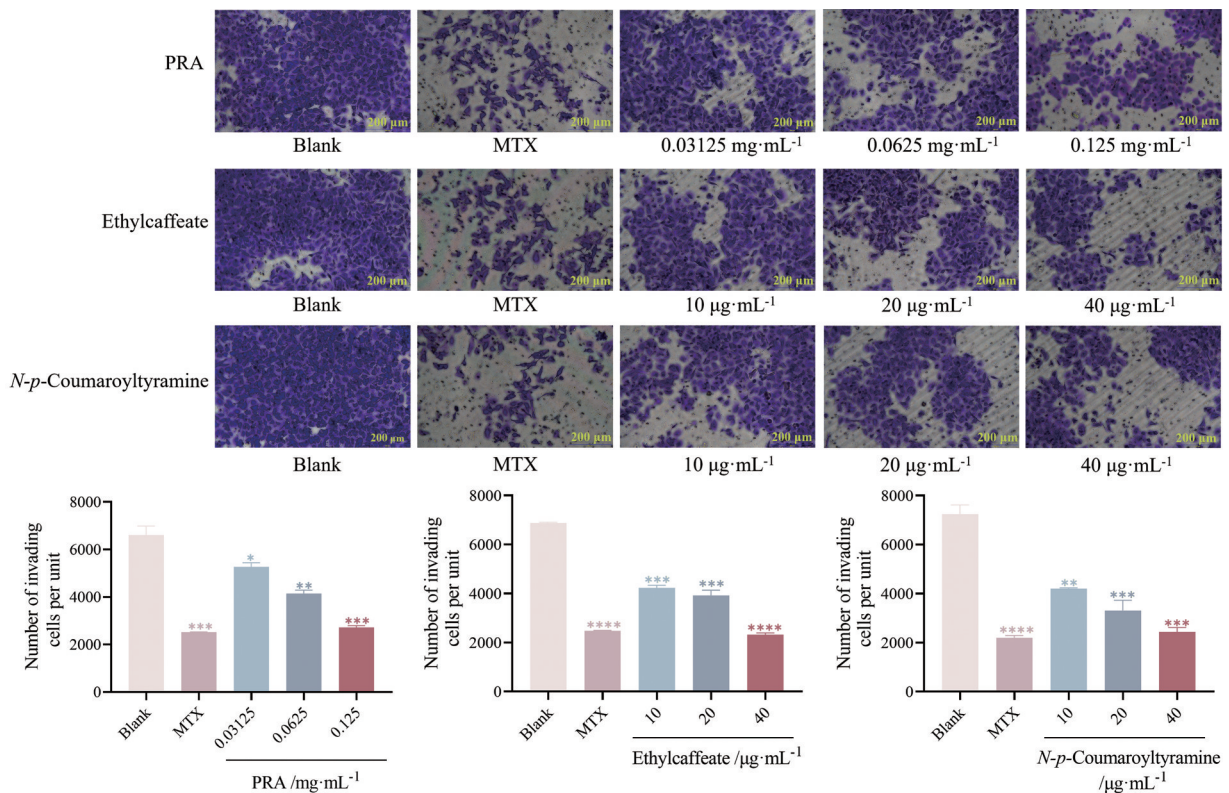 PRA
200 μm 200 μm 200 μm 200 μm 200 μm
Blank MTX 0.03125 mg·mL⁻¹ 0.0625 mg·mL⁻¹ 0.125 mg·mL⁻¹
Ethylcaffeate
200 μm 200 μm 200 μm 200 μm 200 μm
Blank MTX 10 μg·mL⁻¹ 20 μg·mL⁻¹ 40 μg·mL⁻¹
N-p-Coumaroyltyramine
200 μm 200 μm 200 μm 200 μm 200 μm
Blank MTX 10 μg·mL⁻¹ 20 μg·mL⁻¹ 40 μg·mL⁻¹
Number of invading
cells per unit
8000
6000
4000
2000
0
*** * ** ***
Blank MTX 0.03125 0.0625 0.125
PRA /mg·mL⁻¹
Number of invading
cells per unit
8000
6000
4000
2000
0
**** *** *** ****
Blank MTX 10 20 40
Ethylcaffeate /μg·mL⁻¹
Number of invading
cells per unit
8000
6000
4000
2000
0
**** ** *** ***
Blank MTX 10 20 40
N-p-Coumaroyltyramine
/μg·mL⁻¹